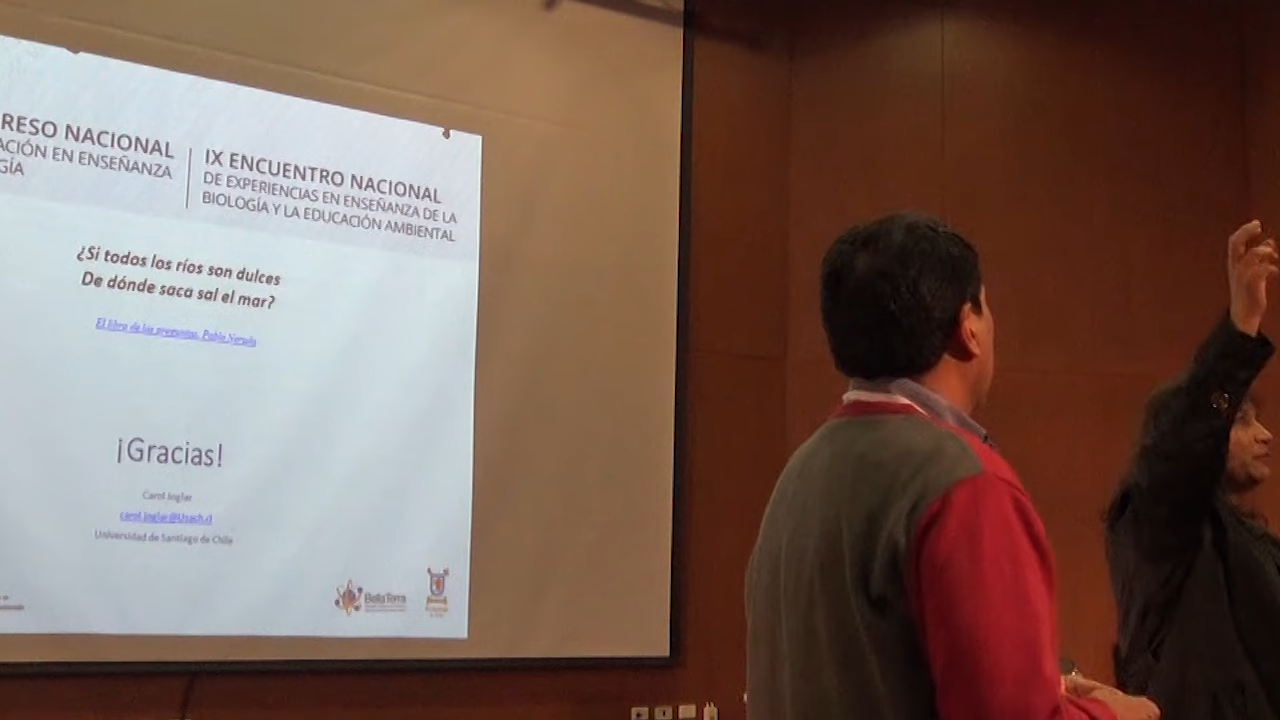 RESO NACIONAL
ACIÓN EN ENSEÑANZA
GÍA
IX ENCUENTRO NACIONAL
DE EXPERIENCIAS EN ENSEÑANZA DE LA
BIOLOGÍA Y LA EDUCACIÓN AMBIENTAL
¿Si todos los ríos son dulces
De dónde saca sal el mar?
El libro de las preguntas, Pablo Neruda
¡Gracias!
Carol Joglar
carol.joglar@Usach.cl
Universidad de Santiago de Chile
BellaTerra